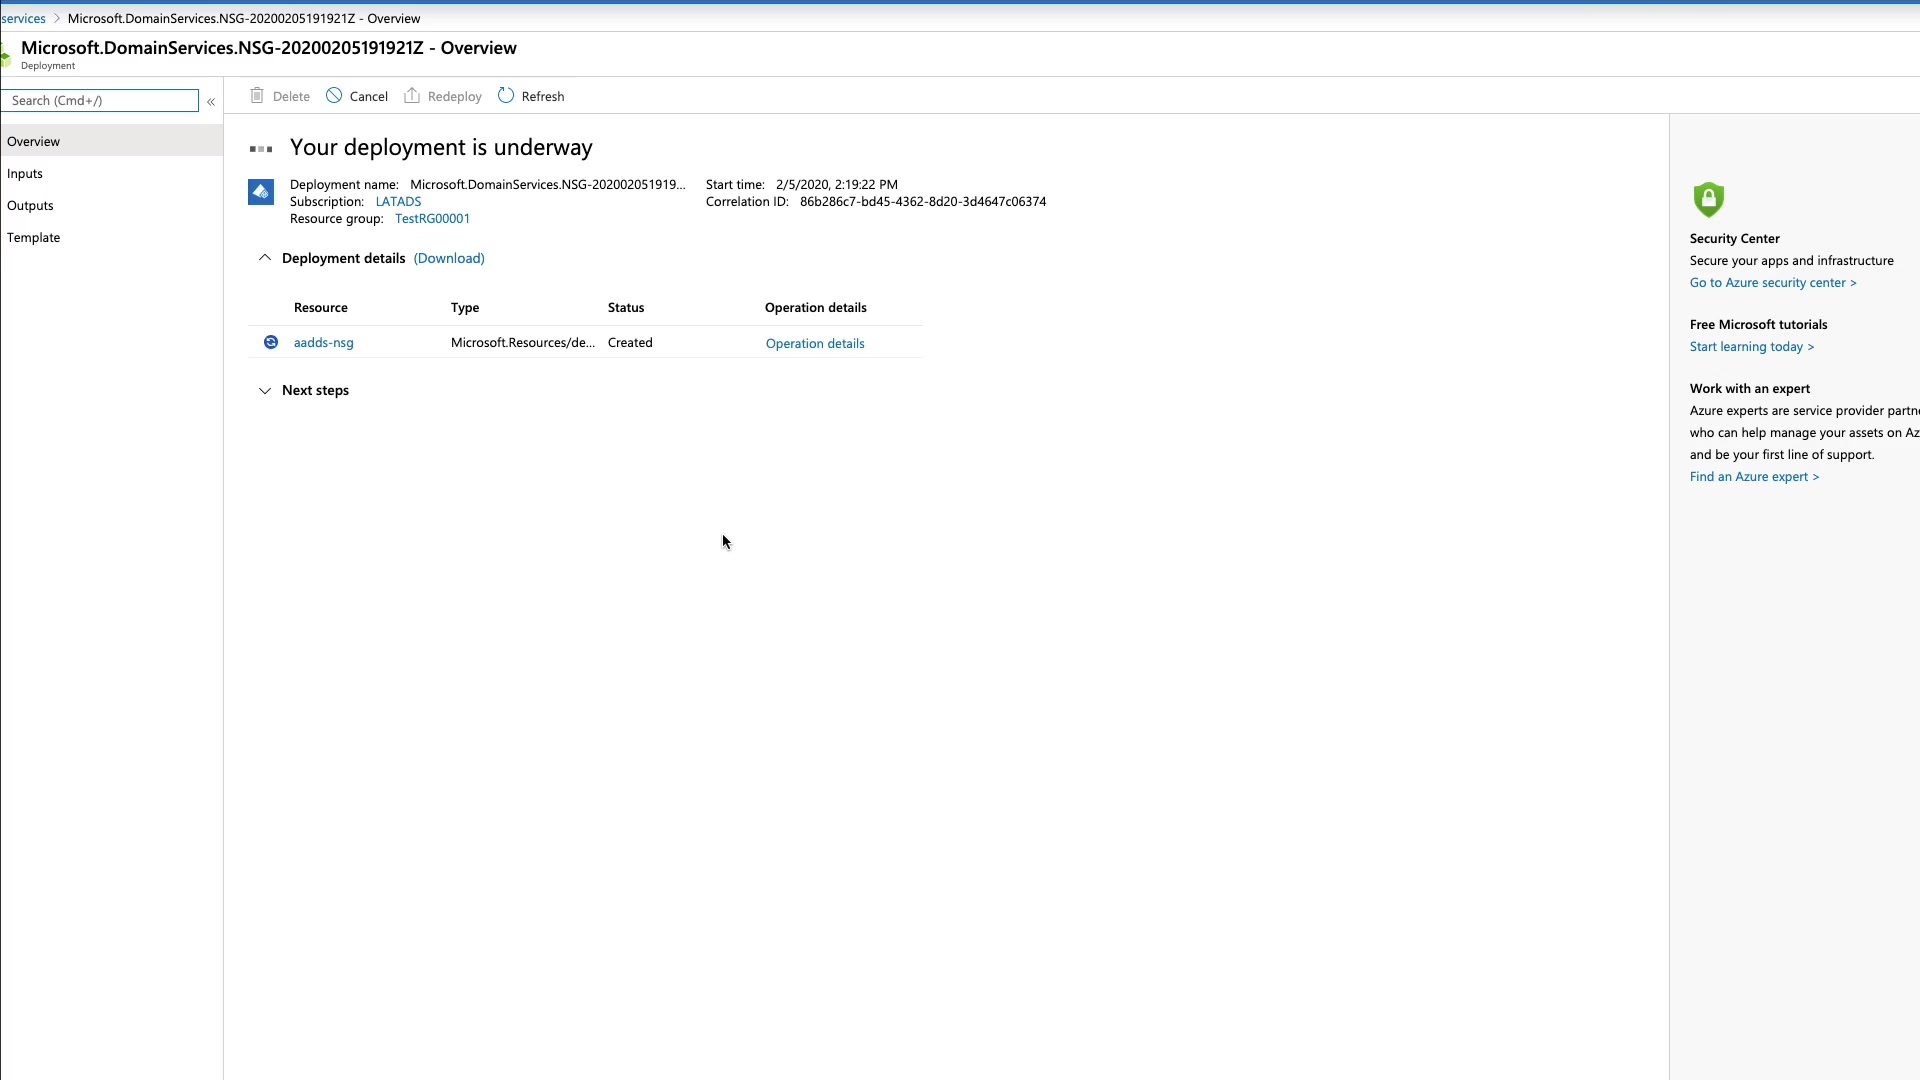 services > Microsoft.DomainServices.NSG-20200205191921Z - Overview
Microsoft.DomainServices.NSG-20200205191921Z - Overview
Deployment
Search (Cmd+/)
«
Delete
Cancel
Redeploy
Refresh
Overview
Inputs
Outputs
Template
Your deployment is underway
Deployment name: Microsoft.DomainServices.NSG-202002051919...
Subscription: LATADS
Resource group: TestRG00001
Start time: 2/5/2020, 2:19:22 PM
Correlation ID: 86b286c7-bd45-4362-8d20-3d4647c06374
Deployment details (Download)
Resource Type Status Operation details
aadds-nsg Microsoft.Resources/de... Created Operation details
Next steps
Security Center
Secure your apps and infrastructure
Go to Azure security center >
Free Microsoft tutorials
Start learning today >
Work with an expert
Azure experts are service provider partne
who can help manage your assets on Az
and be your first line of support.
Find an Azure expert >